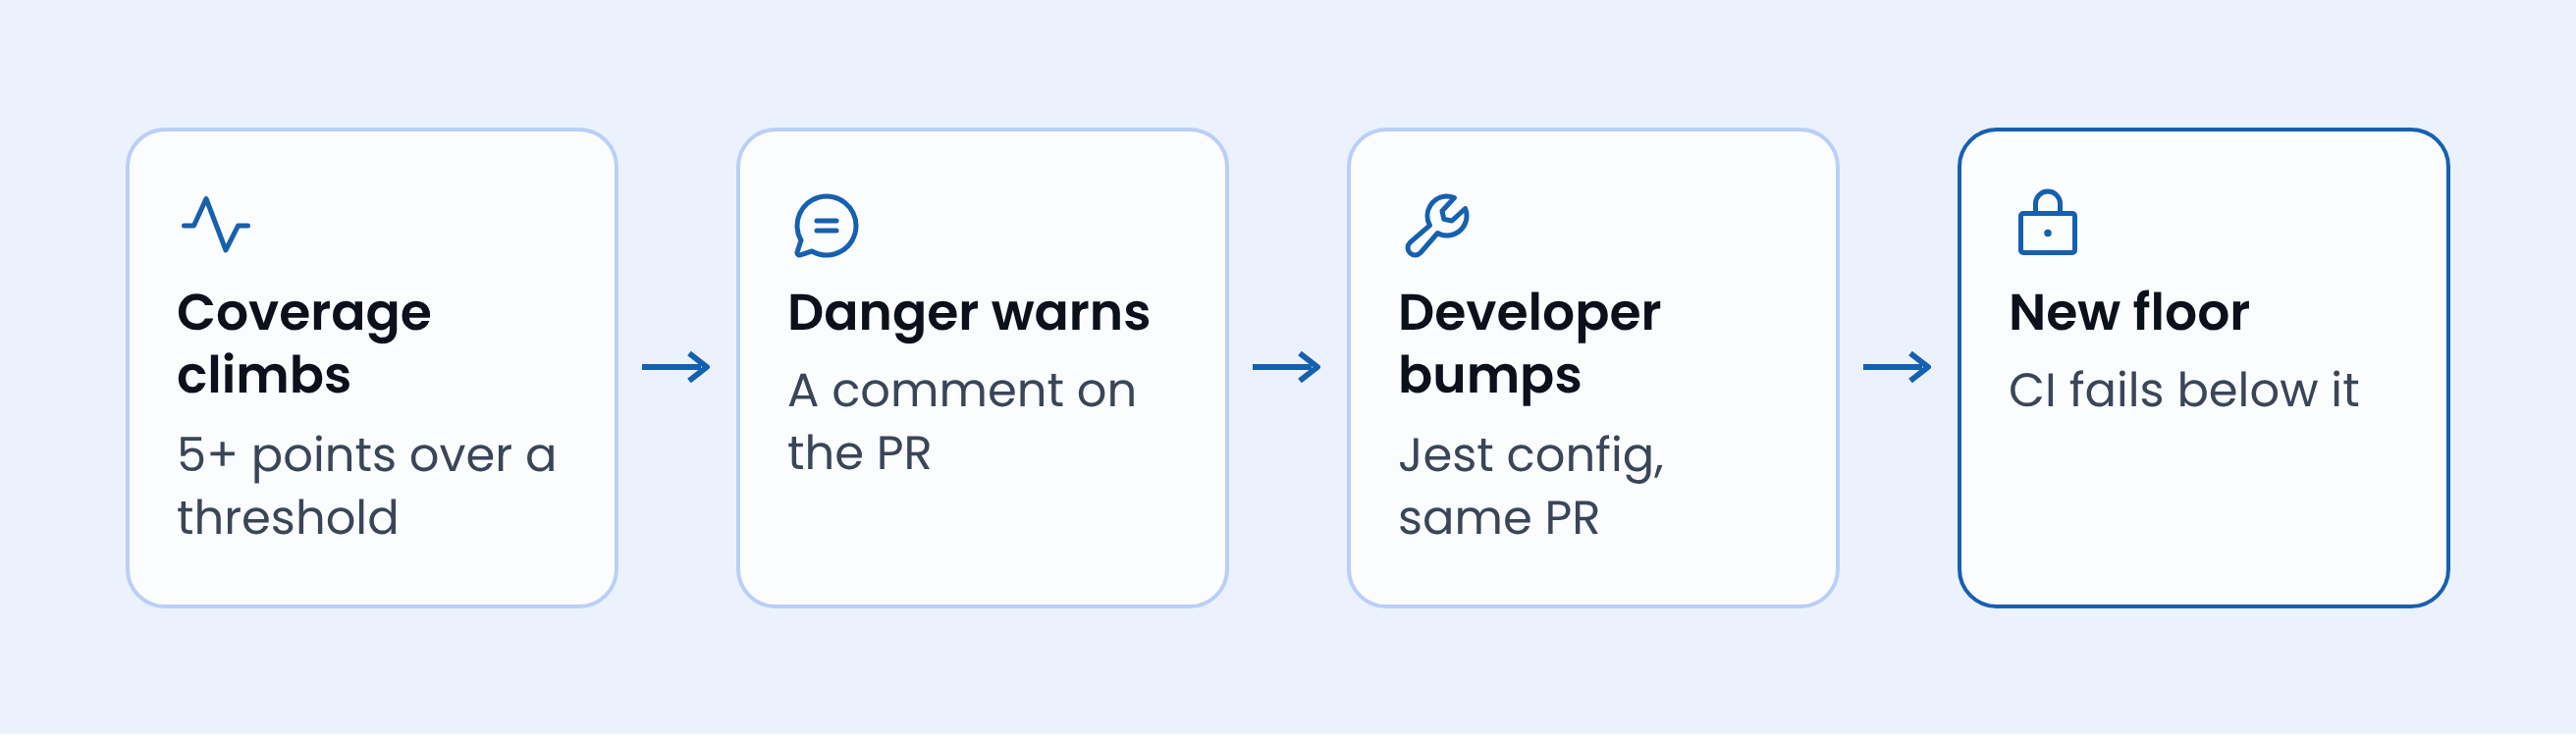 Coverage
climbs
5+ points over a
threshold
Danger warns
A comment on
the PR
Developer
bumps
Jest config,
same PR
New floor
CI fails below it